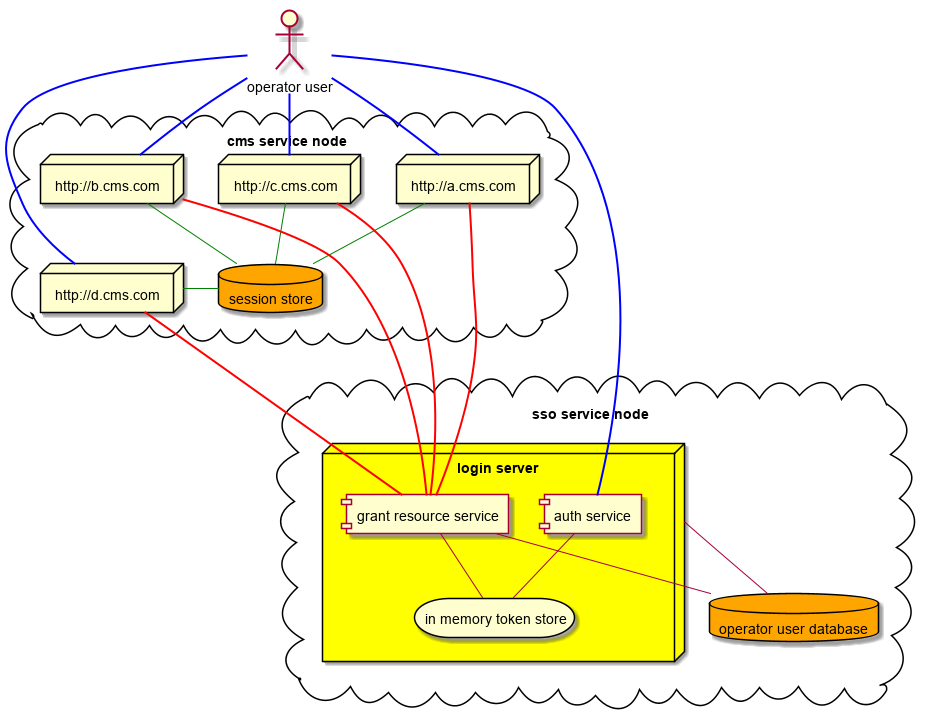 operator user
cms service node
http://b.cms.com
http://c.cms.com
http://a.cms.com
http://d.cms.com
session store
sso service node
login server
grant resource service
auth service
in memory token store
operator user database